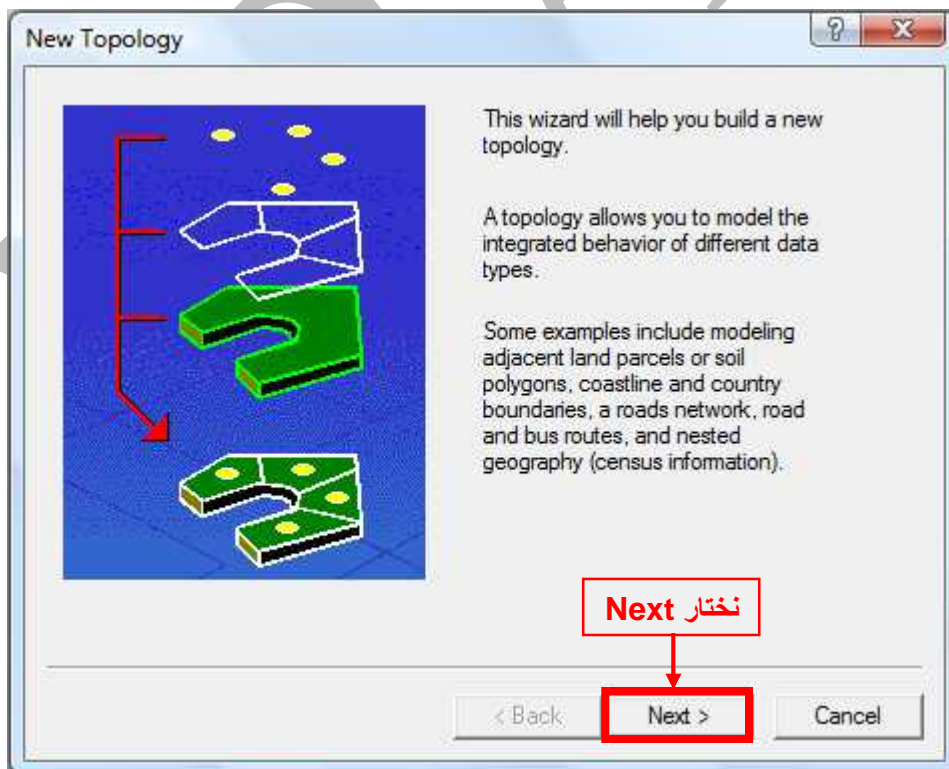 New Topology
This wizard will help you build a new
topology.
A topology allows you to model the
integrated behavior of different data
types.
Some examples include modeling
adjacent land parcels or soil
polygons, coastline and country
boundaries, a roads network, road
and bus routes, and nested
geography (census information).
نختار Next
< Back
Next >
Cancel